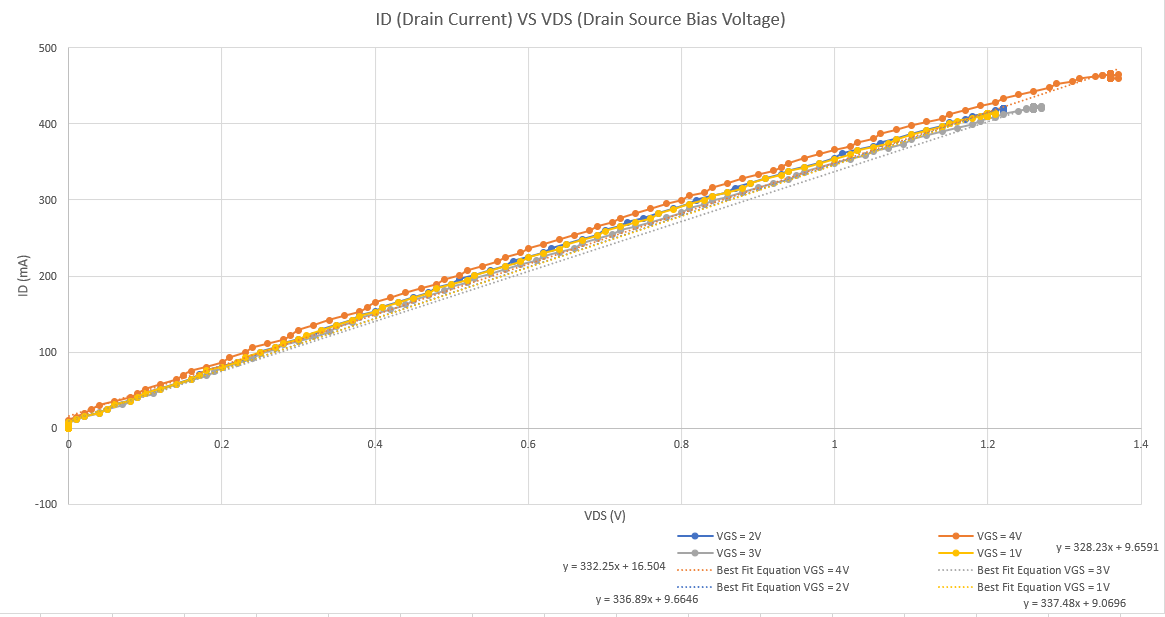 ID (Drain Current) VS VDS (Drain Source Bias Voltage)
500
400
300
200
100
0
-100
ID (mA)
0 0.2 0.4 0.6 0.8 1 1.2 1.4
VDS (V)
VGS = 2V VGS = 4V
VGS = 3V VGS = 1V y = 328.23x + 9.6591
y = 332.25x + 16.504 Best Fit Equation VGS = 4V Best Fit Equation VGS = 3V
Best Fit Equation VGS = 2V Best Fit Equation VGS = 1V
y = 336.89x + 9.6646 y = 337.48x + 9.0696